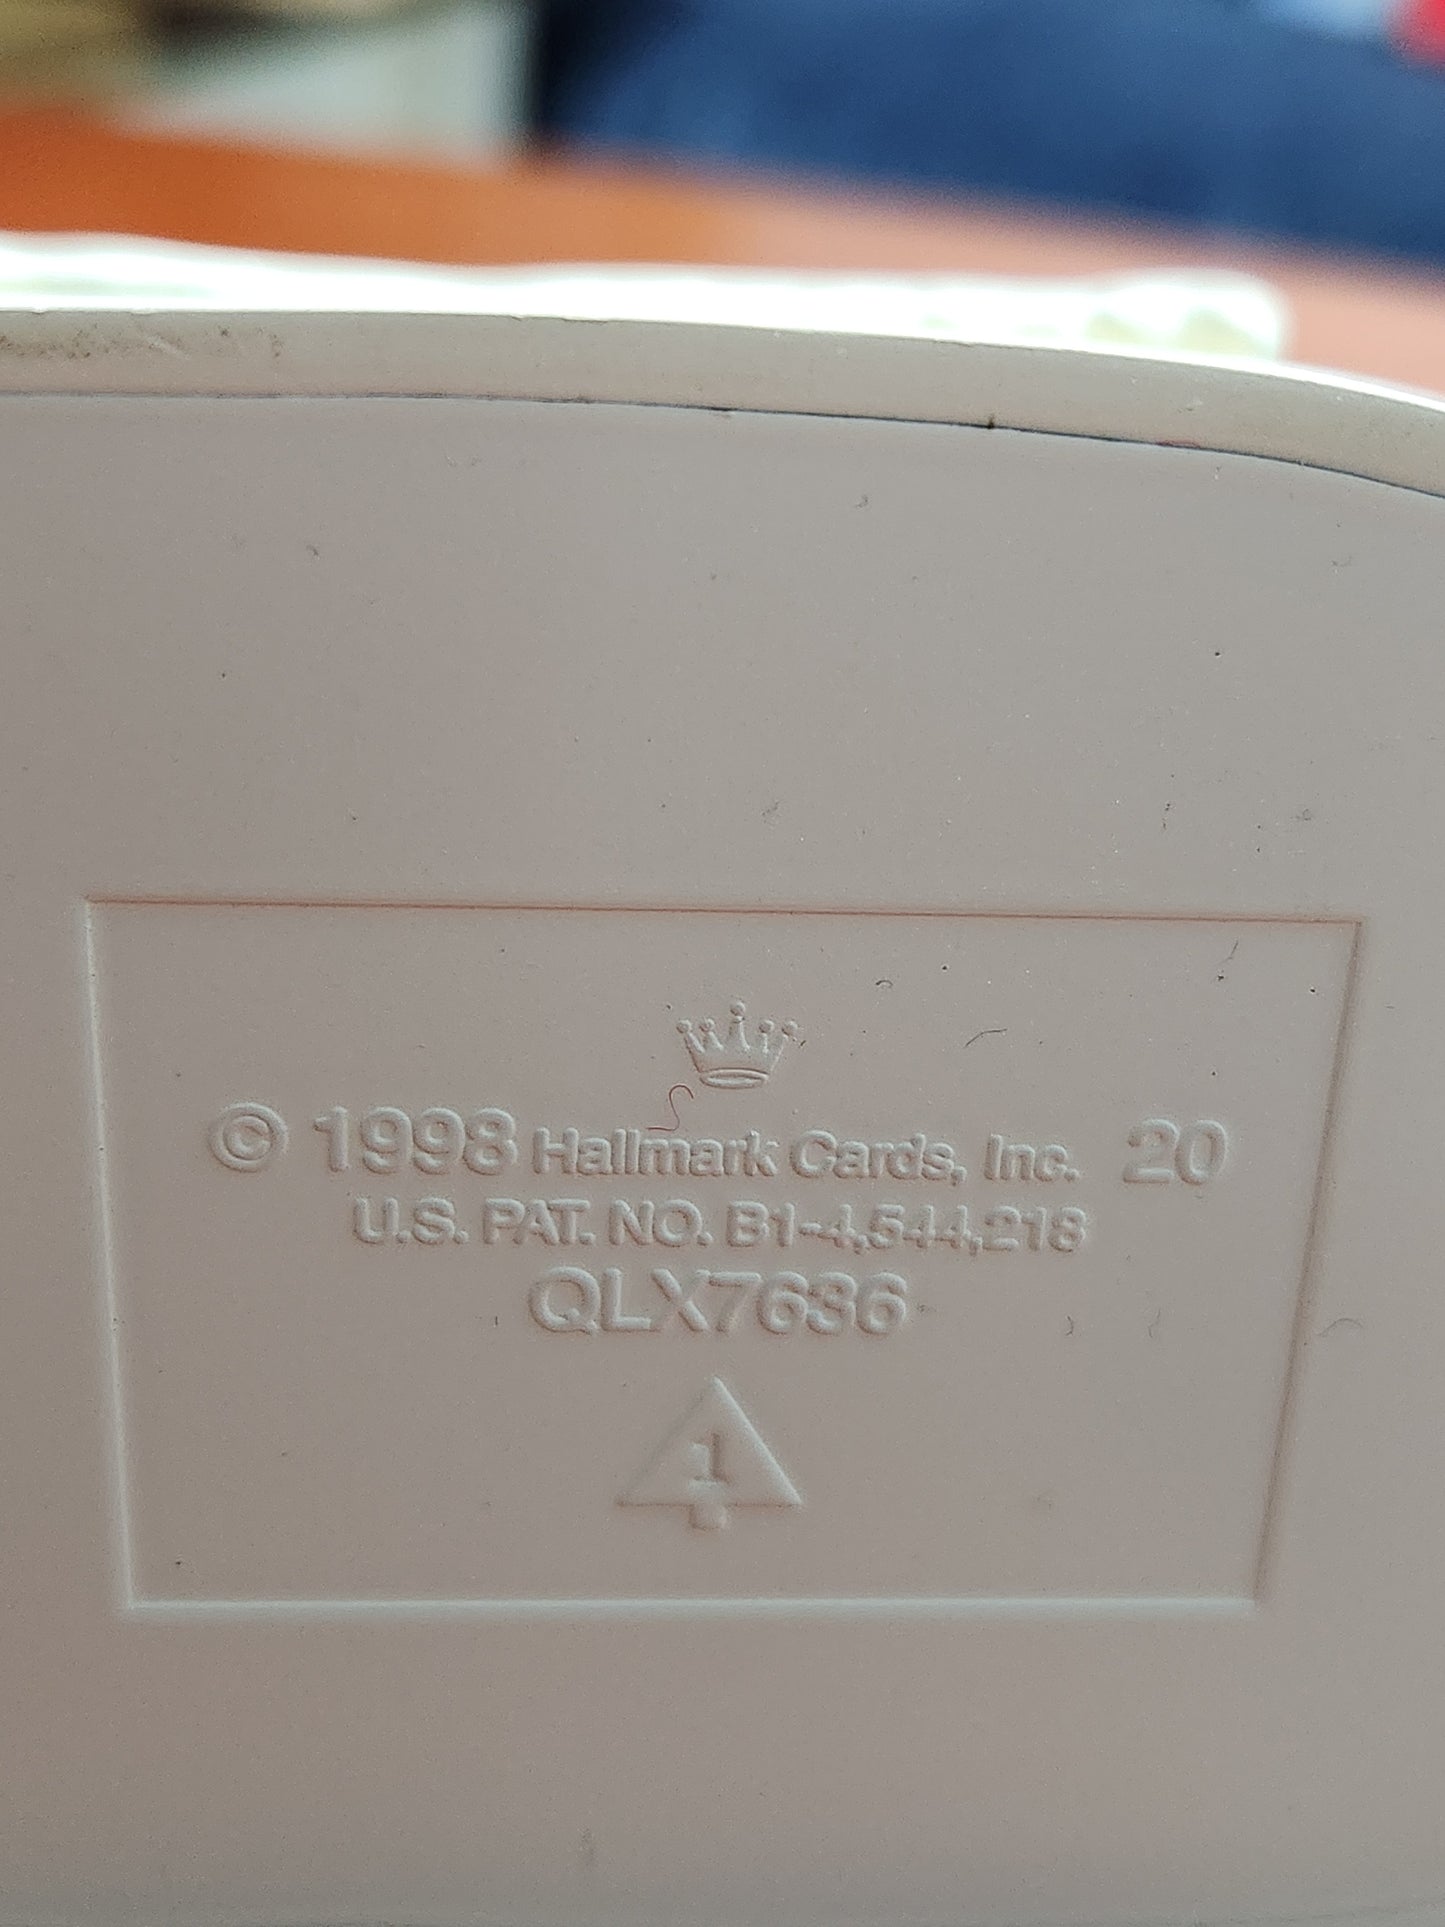 © 1998 Hallmark Cards, Inc. 20
U.S. PAT. NO. B1-4,544,218
QLX7636
1